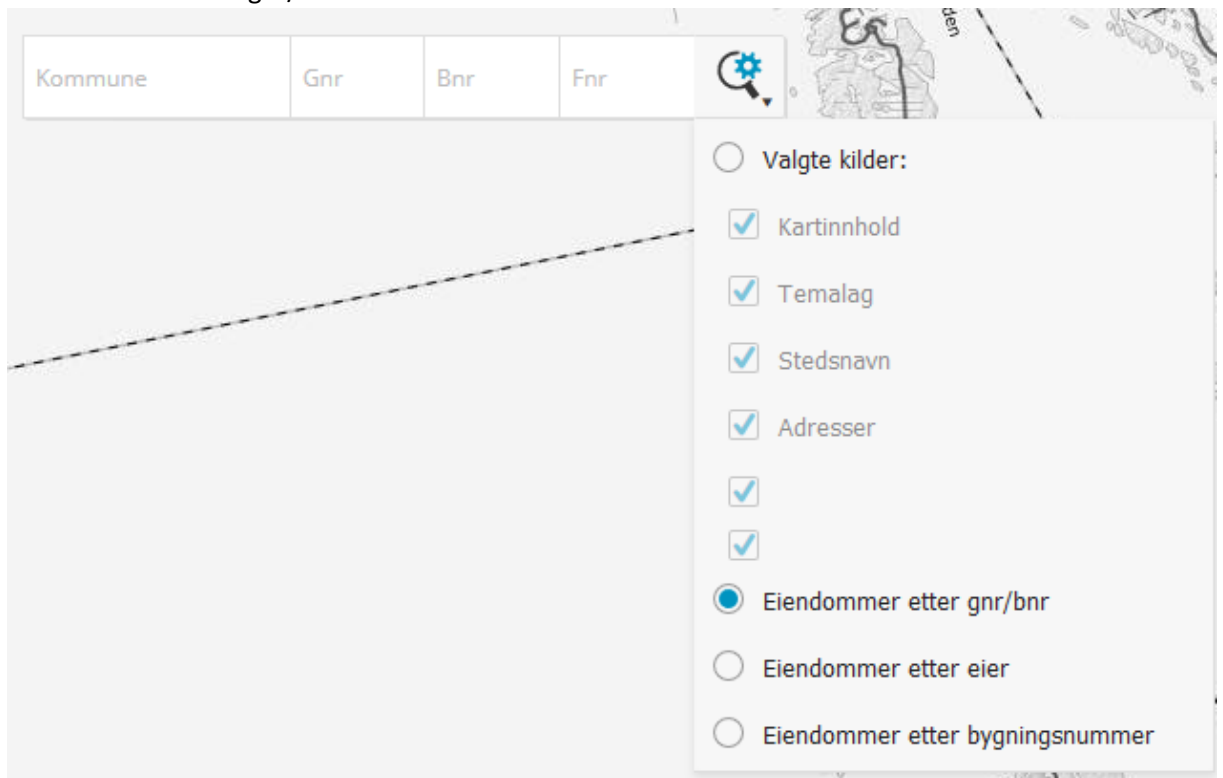 Kommune Gnr Bnr Fnr
Valgte kilder:
Kartinnhold
Temalag
Stedsnavn
Adresser
Eiendommer etter gnr/bnr
Eiendommer etter eier
Eiendommer etter bygningsnummer